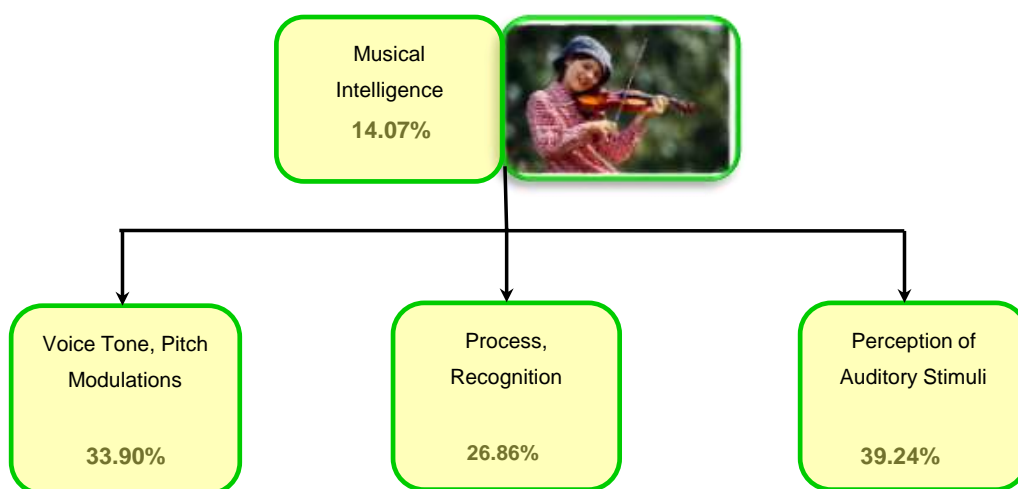 Musical
Intelligence
14.07%
Voice Tone, Pitch
Modulations
33.90%
Process,
Recognition
26.86%
Perception of
Auditory Stimuli
39.24%